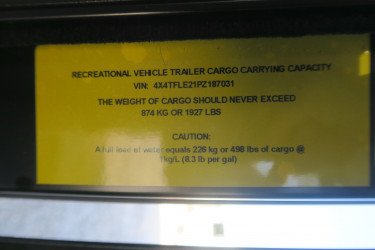 RECREATIONAL VEHICLE TRAILER CARGO CARRYING CAPACITY
VIN: 4X4TFLE21PZ187031
THE WEIGHT OF CARGO SHOULD NEVER EXCEED
874 KG OR 1927 LBS
CAUTION:
A full load of water equals 226 kg or 498 lbs of cargo @
1kg/L (8.3 lb per gal)